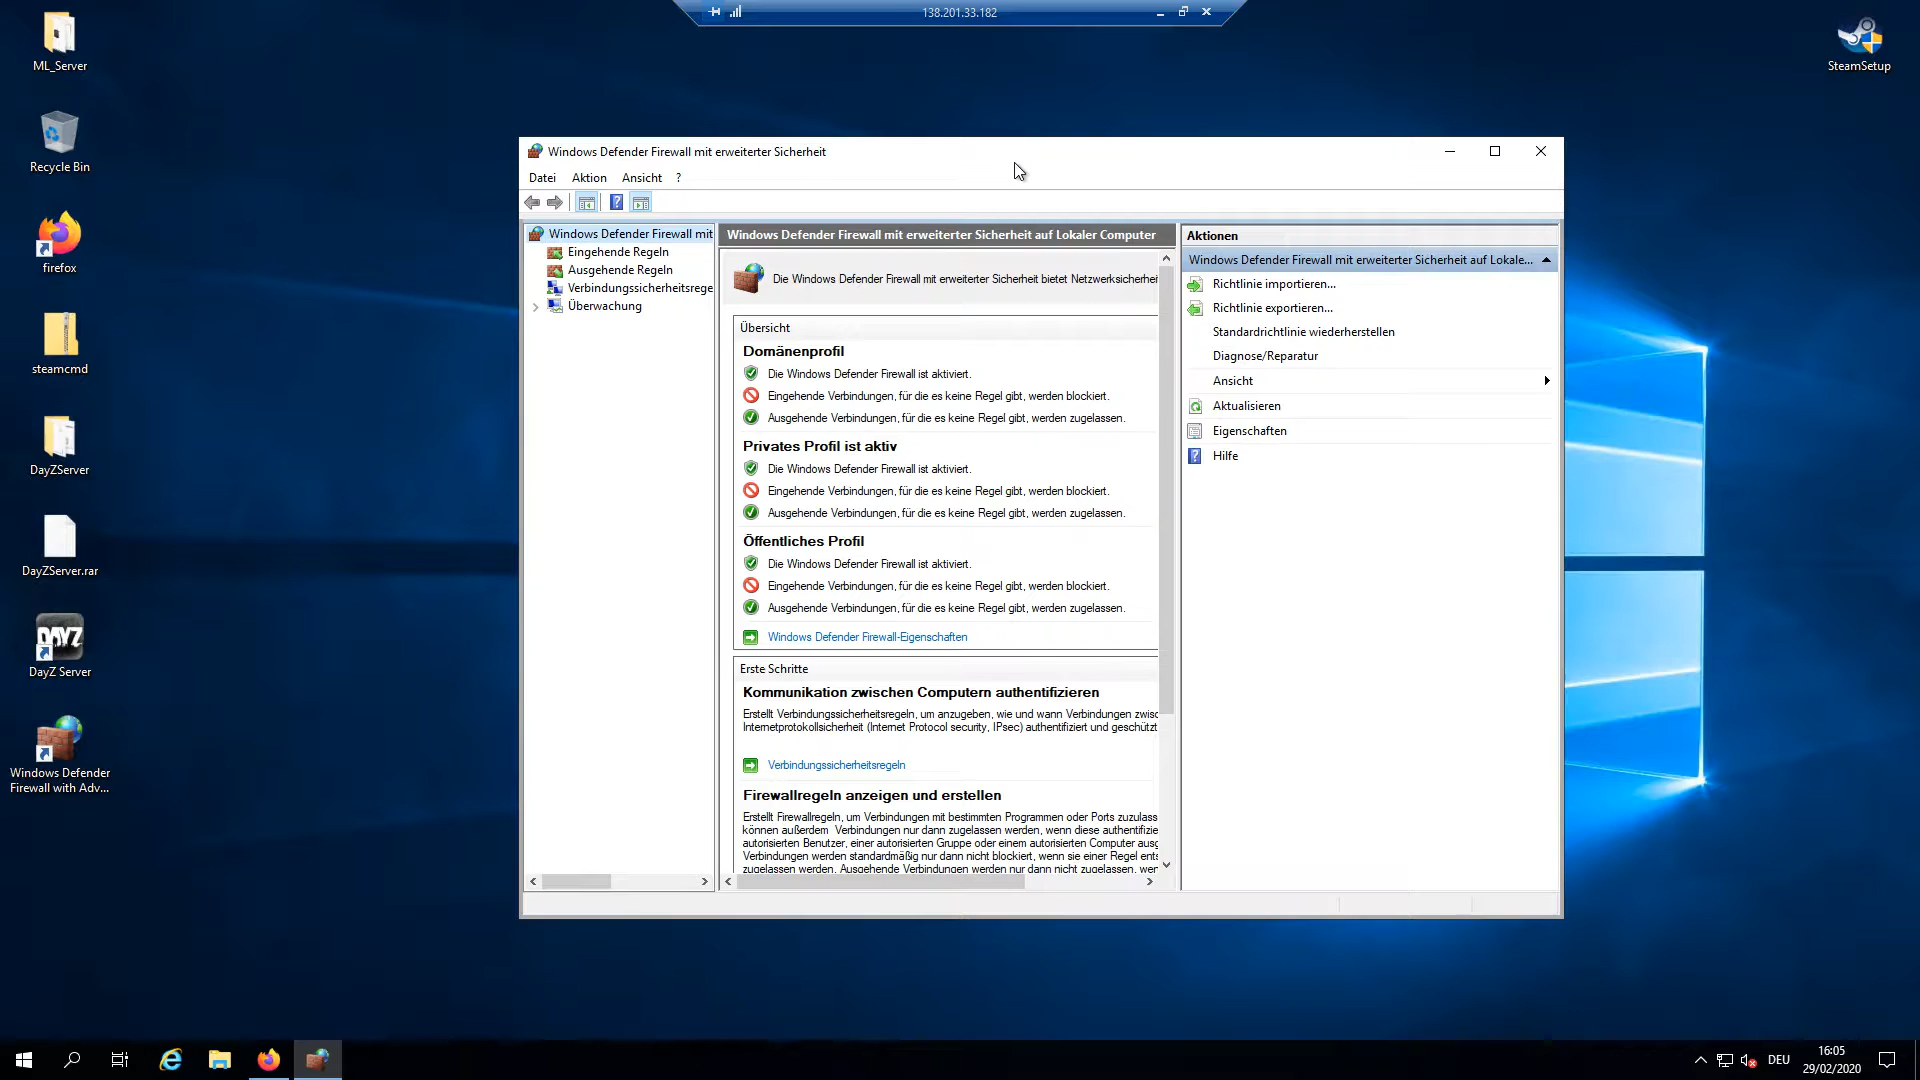 138.201.33.182
ML_Server
Recycle Bin
firefox
steamcmd
DayZServer
DayZServer.rar
DAYZ
DayZ Server
Windows Defender
Firewall with Adv...
SteamSetup
Windows Defender Firewall mit erweiterter Sicherheit
Datei Aktion Ansicht ?
Windows Defender Firewall mit
Eingehende Regeln
Ausgehende Regeln
Verbindungssicherheitsrege
Überwachung
Windows Defender Firewall mit erweiterter Sicherheit auf Lokaler Computer
Die Windows Defender Firewall mit erweiterter Sicherheit bietet Netzwerksicherhei
Übersicht
Domänenprofil
Die Windows Defender Firewall ist aktiviert.
Eingehende Verbindungen, für die es keine Regel gibt, werden blockiert.
Ausgehende Verbindungen, für die es keine Regel gibt, werden zugelassen.
Privates Profil ist aktiv
Die Windows Defender Firewall ist aktiviert.
Eingehende Verbindungen, für die es keine Regel gibt, werden blockiert.
Ausgehende Verbindungen, für die es keine Regel gibt, werden zugelassen.
Öffentliches Profil
Die Windows Defender Firewall ist aktiviert.
Eingehende Verbindungen, für die es keine Regel gibt, werden blockiert.
Ausgehende Verbindungen, für die es keine Regel gibt, werden zugelassen.
Windows Defender Firewall-Eigenschaften
Erste Schritte
Kommunikation zwischen Computern authentifizieren
Erstellt Verbindungssicherheitsregeln, um anzugeben, wie und wann Verbindungen zwisc
Internetprotokollsicherheit (Internet Protocol security, IPsec) authentifiziert und geschützt
Verbindungssicherheitsregeln
Firewallregeln anzeigen und erstellen
Erstellt Firewallregeln, um Verbindungen mit bestimmten Programmen oder Ports zuzulass
können außerdem Verbindungen nur dann zugelassen werden, wenn diese authentifizie
autorisierten Benutzer, einer autorisierten Gruppe oder einem autorisierten Computer ausg
Verbindungen werden standardmäßig nur dann nicht blockiert, wenn sie einer Regel ents
zugelassen werden. Ausgehende Verbindungen werden nur dann nicht zugelassen, wen
Aktionen
Windows Defender Firewall mit erweiterter Sicherheit auf Lokale...
Richtlinie importieren...
Richtlinie exportieren...
Standardrichtlinie wiederherstellen
Diagnose/Reparatur
Ansicht
Aktualisieren
Eigenschaften
Hilfe
DEU
16:05
29/02/2020